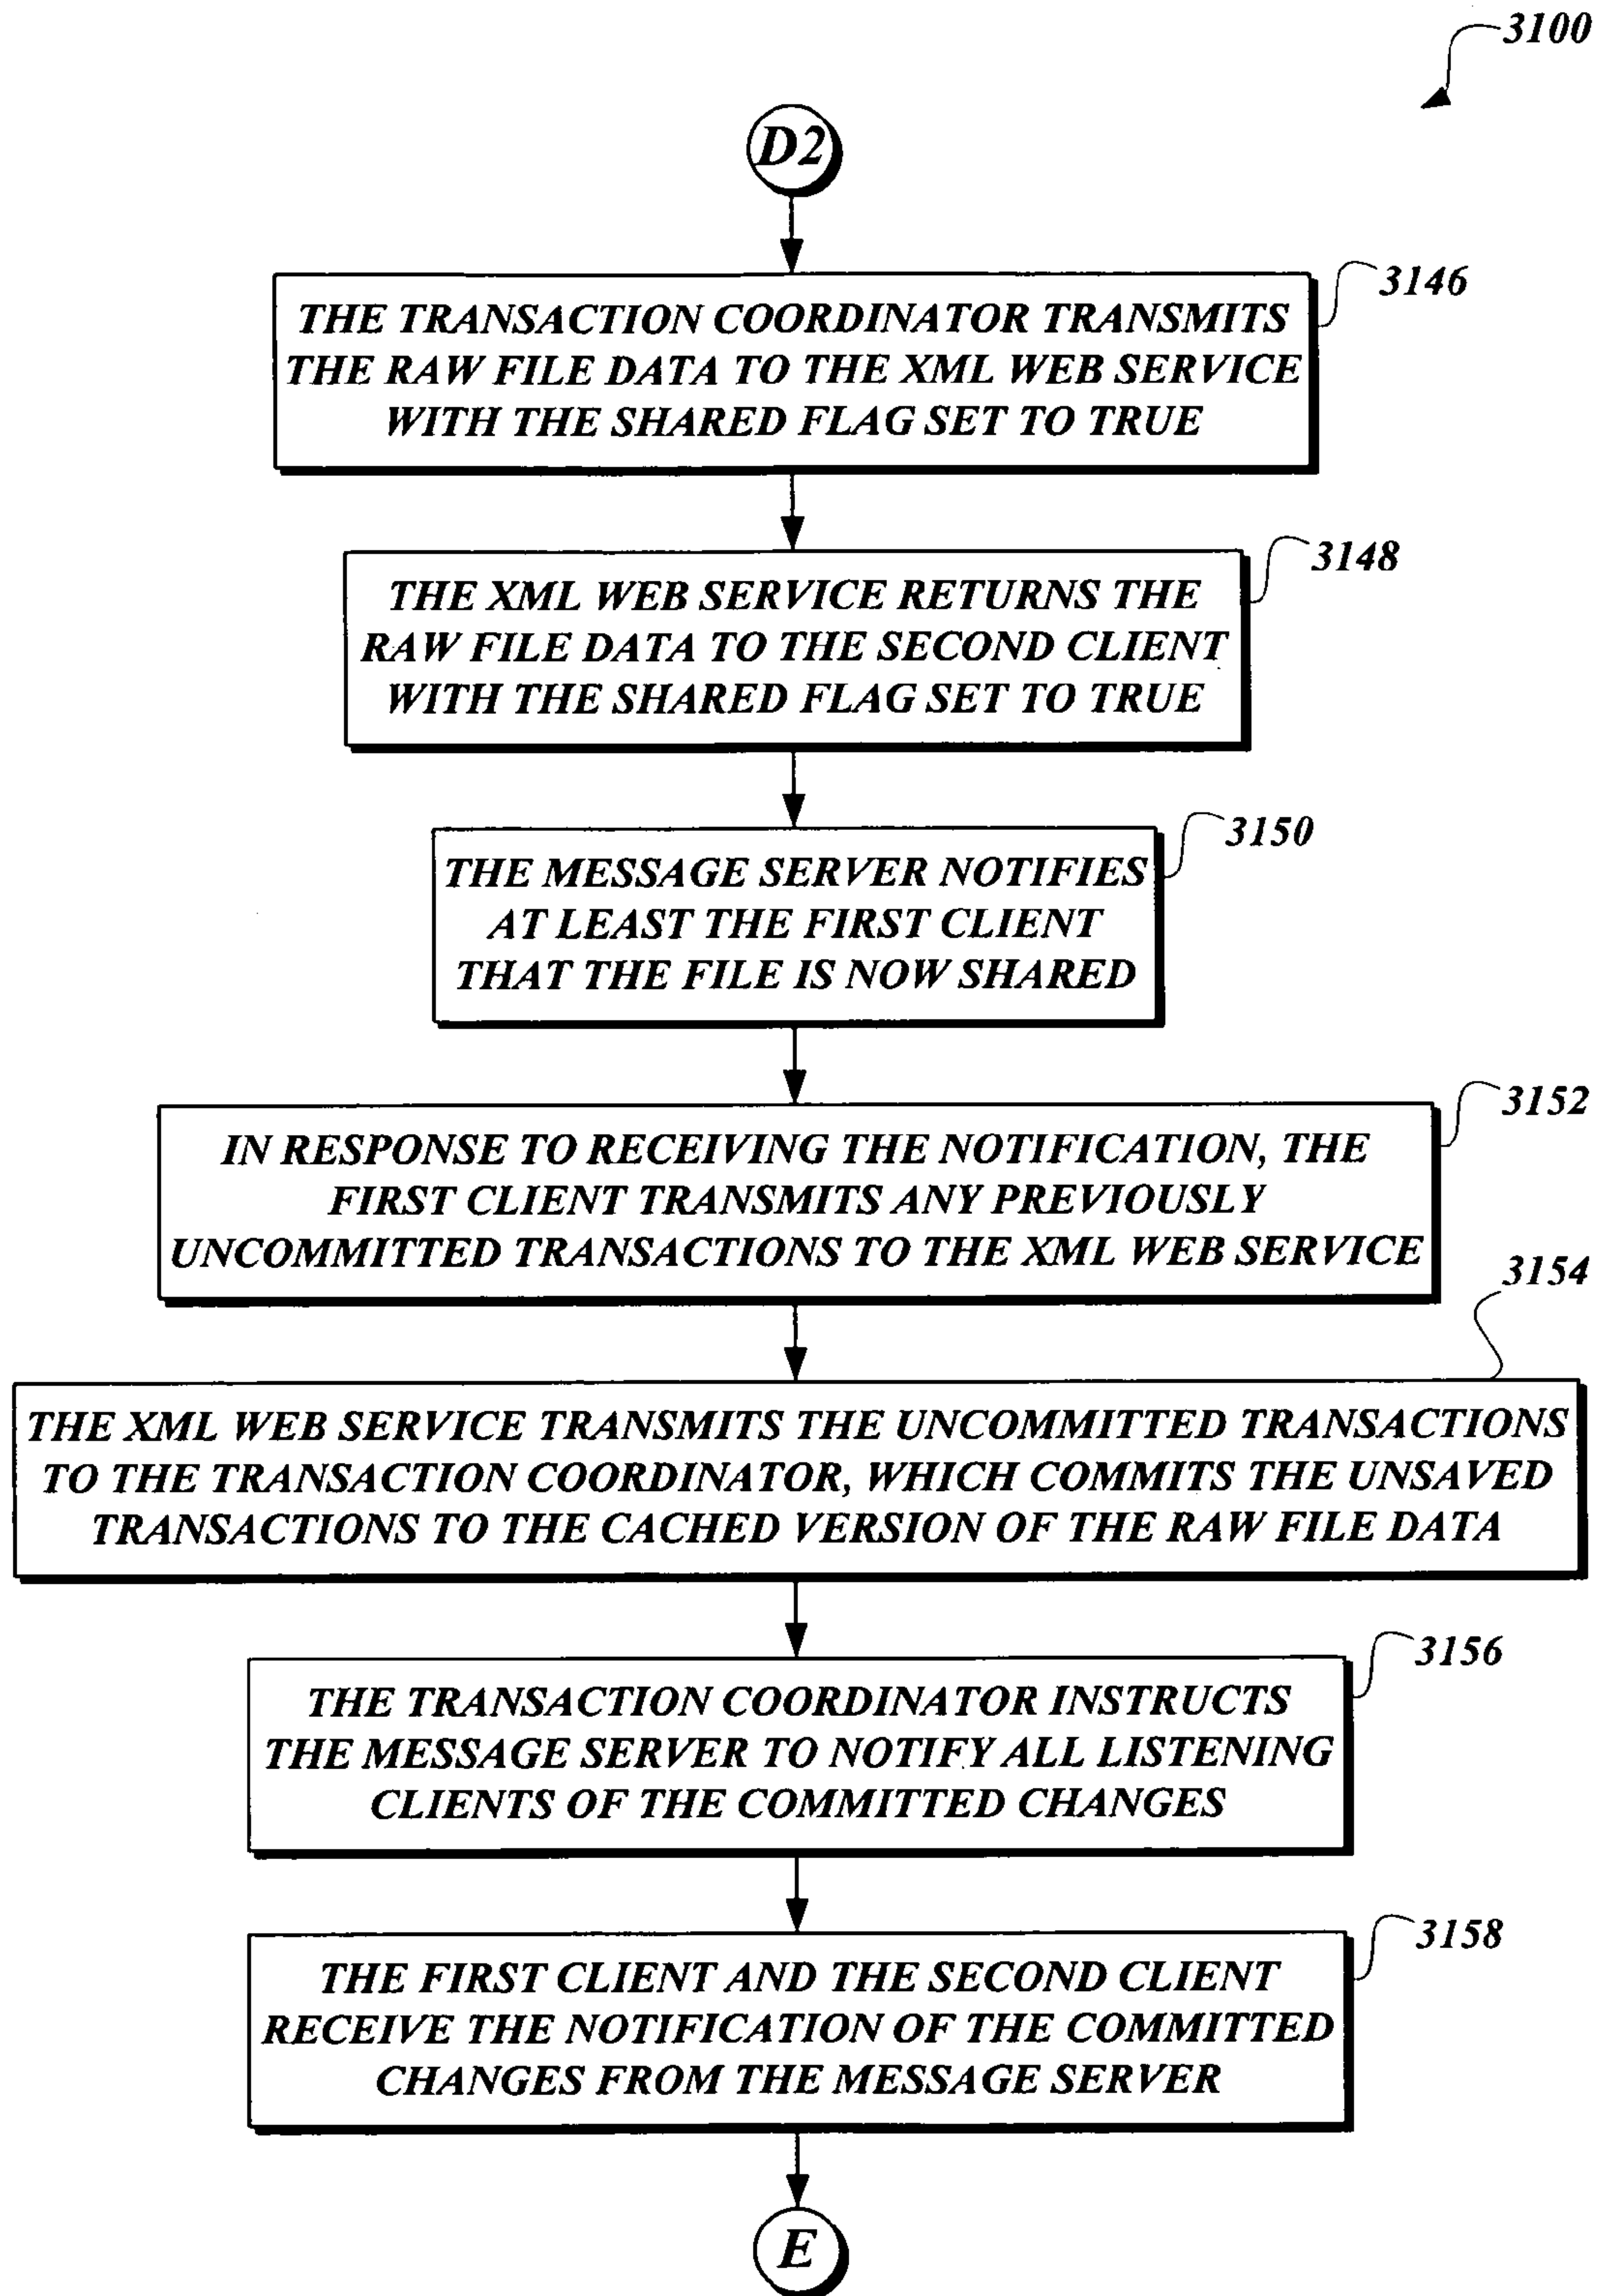 3100
D2
3146
THE TRANSACTION COORDINATOR TRANSMITS
THE RAW FILE DATA TO THE XML WEB SERVICE
WITH THE SHARED FLAG SET TO TRUE
3148
THE XML WEB SERVICE RETURNS THE
RAW FILE DATA TO THE SECOND CLIENT
WITH THE SHARED FLAG SET TO TRUE
3150
THE MESSAGE SERVER NOTIFIES
AT LEAST THE FIRST CLIENT
THAT THE FILE IS NOW SHARED
3152
IN RESPONSE TO RECEIVING THE NOTIFICATION, THE
FIRST CLIENT TRANSMITS ANY PREVIOUSLY
UNCOMMITTED TRANSACTIONS TO THE XML WEB SERVICE
3154
THE XML WEB SERVICE TRANSMITS THE UNCOMMITTED TRANSACTIONS
TO THE TRANSACTION COORDINATOR, WHICH COMMITS THE UNSAVED
TRANSACTIONS TO THE CACHED VERSION OF THE RAW FILE DATA
3156
THE TRANSACTION COORDINATOR INSTRUCTS
THE MESSAGE SERVER TO NOTIFY ALL LISTENING
CLIENTS OF THE COMMITTED CHANGES
3158
THE FIRST CLIENT AND THE SECOND CLIENT
RECEIVE THE NOTIFICATION OF THE COMMITTED
CHANGES FROM THE MESSAGE SERVER
E